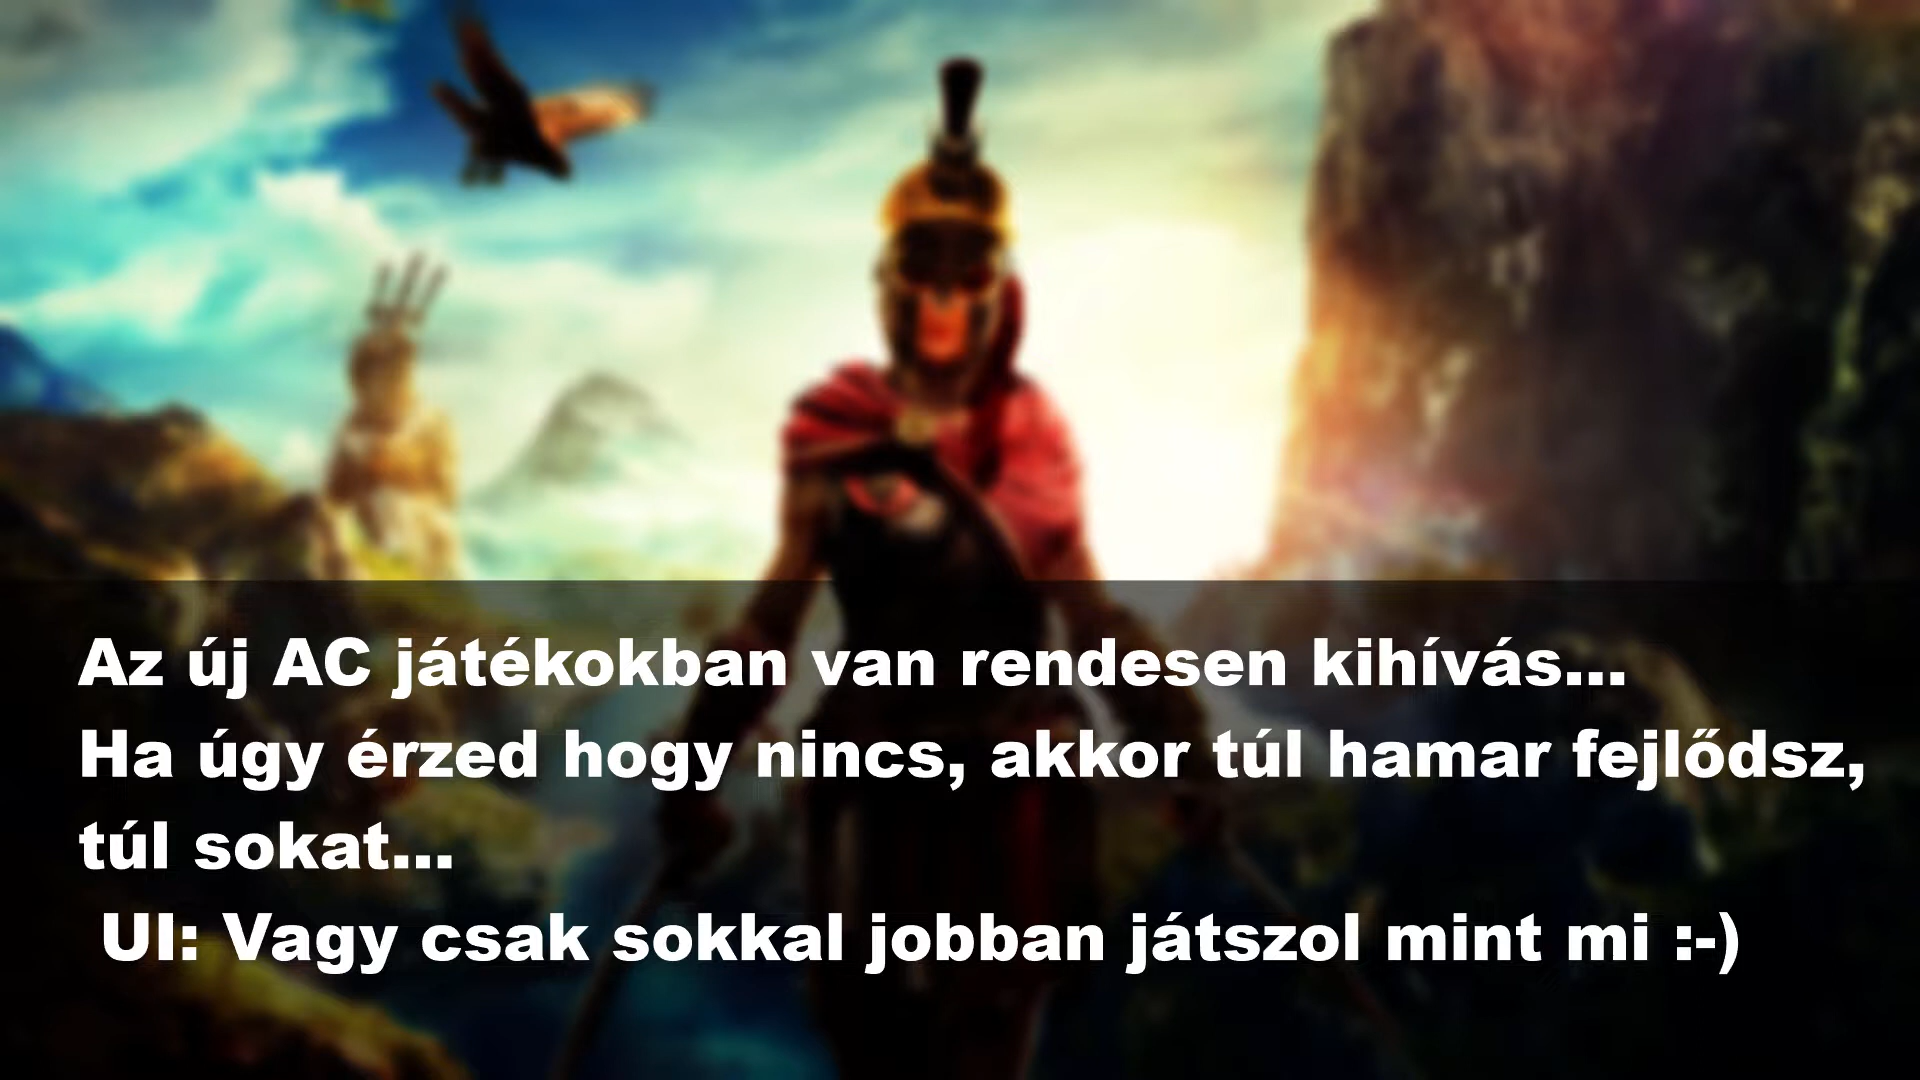 Az új AC játékokban van rendesen kihívás...
Ha úgy érzed hogy nincs, akkor túl hamar fejlődsz,
túl sokat...
UI: Vagy csak sokkal jobban játszol mint mi :-)